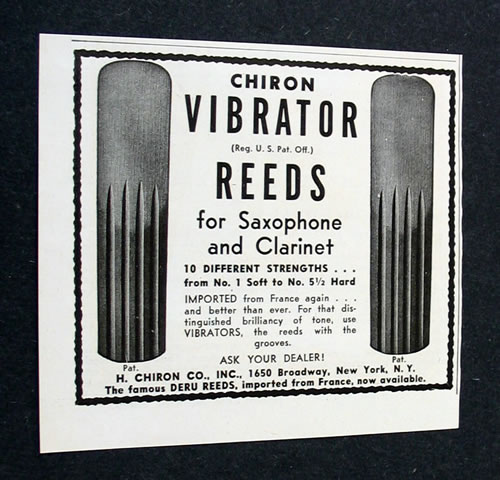 CHIRON
VIBRATOR
(Reg. U. S. Pat. Off.)
REEDS
for Saxophone
and Clarinet
10 DIFFERENT STRENGTHS . . .
from No. 1 Soft to No. 5½ Hard
IMPORTED from France again . . .
and better than ever. For that dis-
tinguished brilliancy of tone, use
VIBRATORS, the reeds with the
grooves.
ASK YOUR DEALER!
Pat.
Pat.
H. CHIRON CO., INC., 1650 Broadway, New York, N. Y.
The famous DERU REEDS, imported from France, now available.